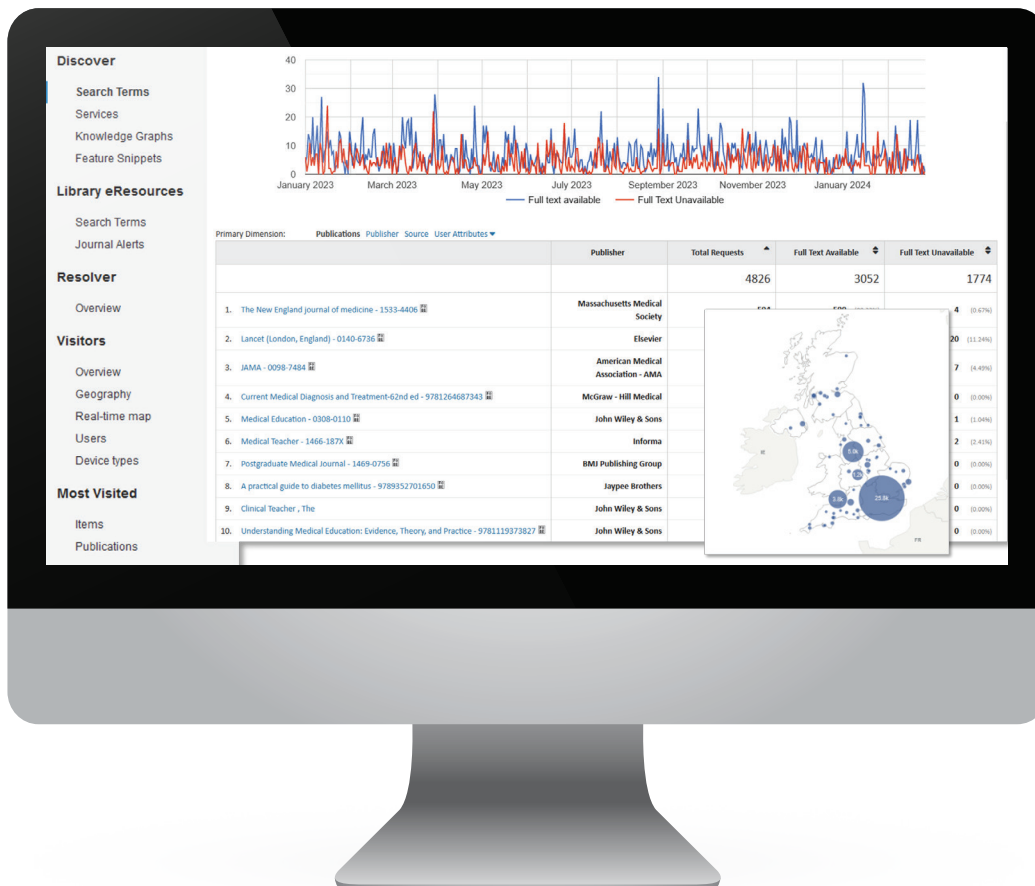 Discover
Search Terms
Services
Knowledge Graphs
Feature Snippets
Library eResources
Search Terms
Journal Alerts
Resolver
Overview
Visitors
Overview
Geography
Real-time map
Users
Device types
Most Visited
Items
Publications
40
30
20
10
0
January 2023 March 2023 May 2023 July 2023 September 2023 November 2023 January 2024
Full text available Full Text Unavailable
Primary Dimension: Publications Publisher Source User Attributes
Publisher Total Requests Full Text Available Full Text Unavailable
4826 3052 1774
1. The New England journal of medicine - 1533-4406 Massachusetts Medical Society 4 (0.67%)
2. Lancet (London, England) - 0140-6736 Elsevier 20 (11.24%)
3. JAMA - 0098-7484 American Medical Association - AMA 7 (4.49%)
4. Current Medical Diagnosis and Treatment-62nd ed - 9781264687343 McGraw - Hill Medical 0 (0.00%)
5. Medical Education - 0308-0110 John Wiley & Sons 1 (1.04%)
6. Medical Teacher - 1466-187X Informa 2 (2.41%)
7. Postgraduate Medical Journal - 1469-0756 BMJ Publishing Group 0 (0.00%)
8. A practical guide to diabetes mellitus - 9789352701650 Jaypee Brothers 0 (0.00%)
9. Clinical Teacher , The John Wiley & Sons 0 (0.00%)
10. Understanding Medical Education: Evidence, Theory, and Practice - 9781119373827 John Wiley & Sons 0 (0.00%)
IE
5.8k
3.8k
25.8k
FR